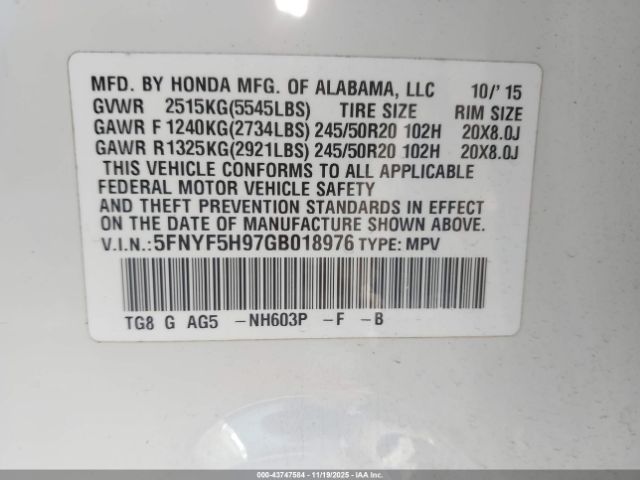 MFD. BY HONDA MFG. OF ALABAMA, LLC 10/'15
GVWR 2515KG(5545LBS) TIRE SIZE RIM SIZE
GAWR F 1240KG(2734LBS) 245/50R20 102H 20X8.0J
GAWR R1325KG(2921LBS) 245/50R20 102H 20X8.0J
THIS VEHICLE CONFORMS TO ALL APPLICABLE
FEDERAL MOTOR VEHICLE SAFETY
AND THEFT PREVENTION STANDARDS IN EFFECT
ON THE DATE OF MANUFACTURE SHOWN ABOVE.
V.I.N.:5FNYF5H97GB018976 TYPE: MPV
TG8 G AG5 -NH603P -F -B
000-43747584 - 11/19/2025 - IAA Inc.